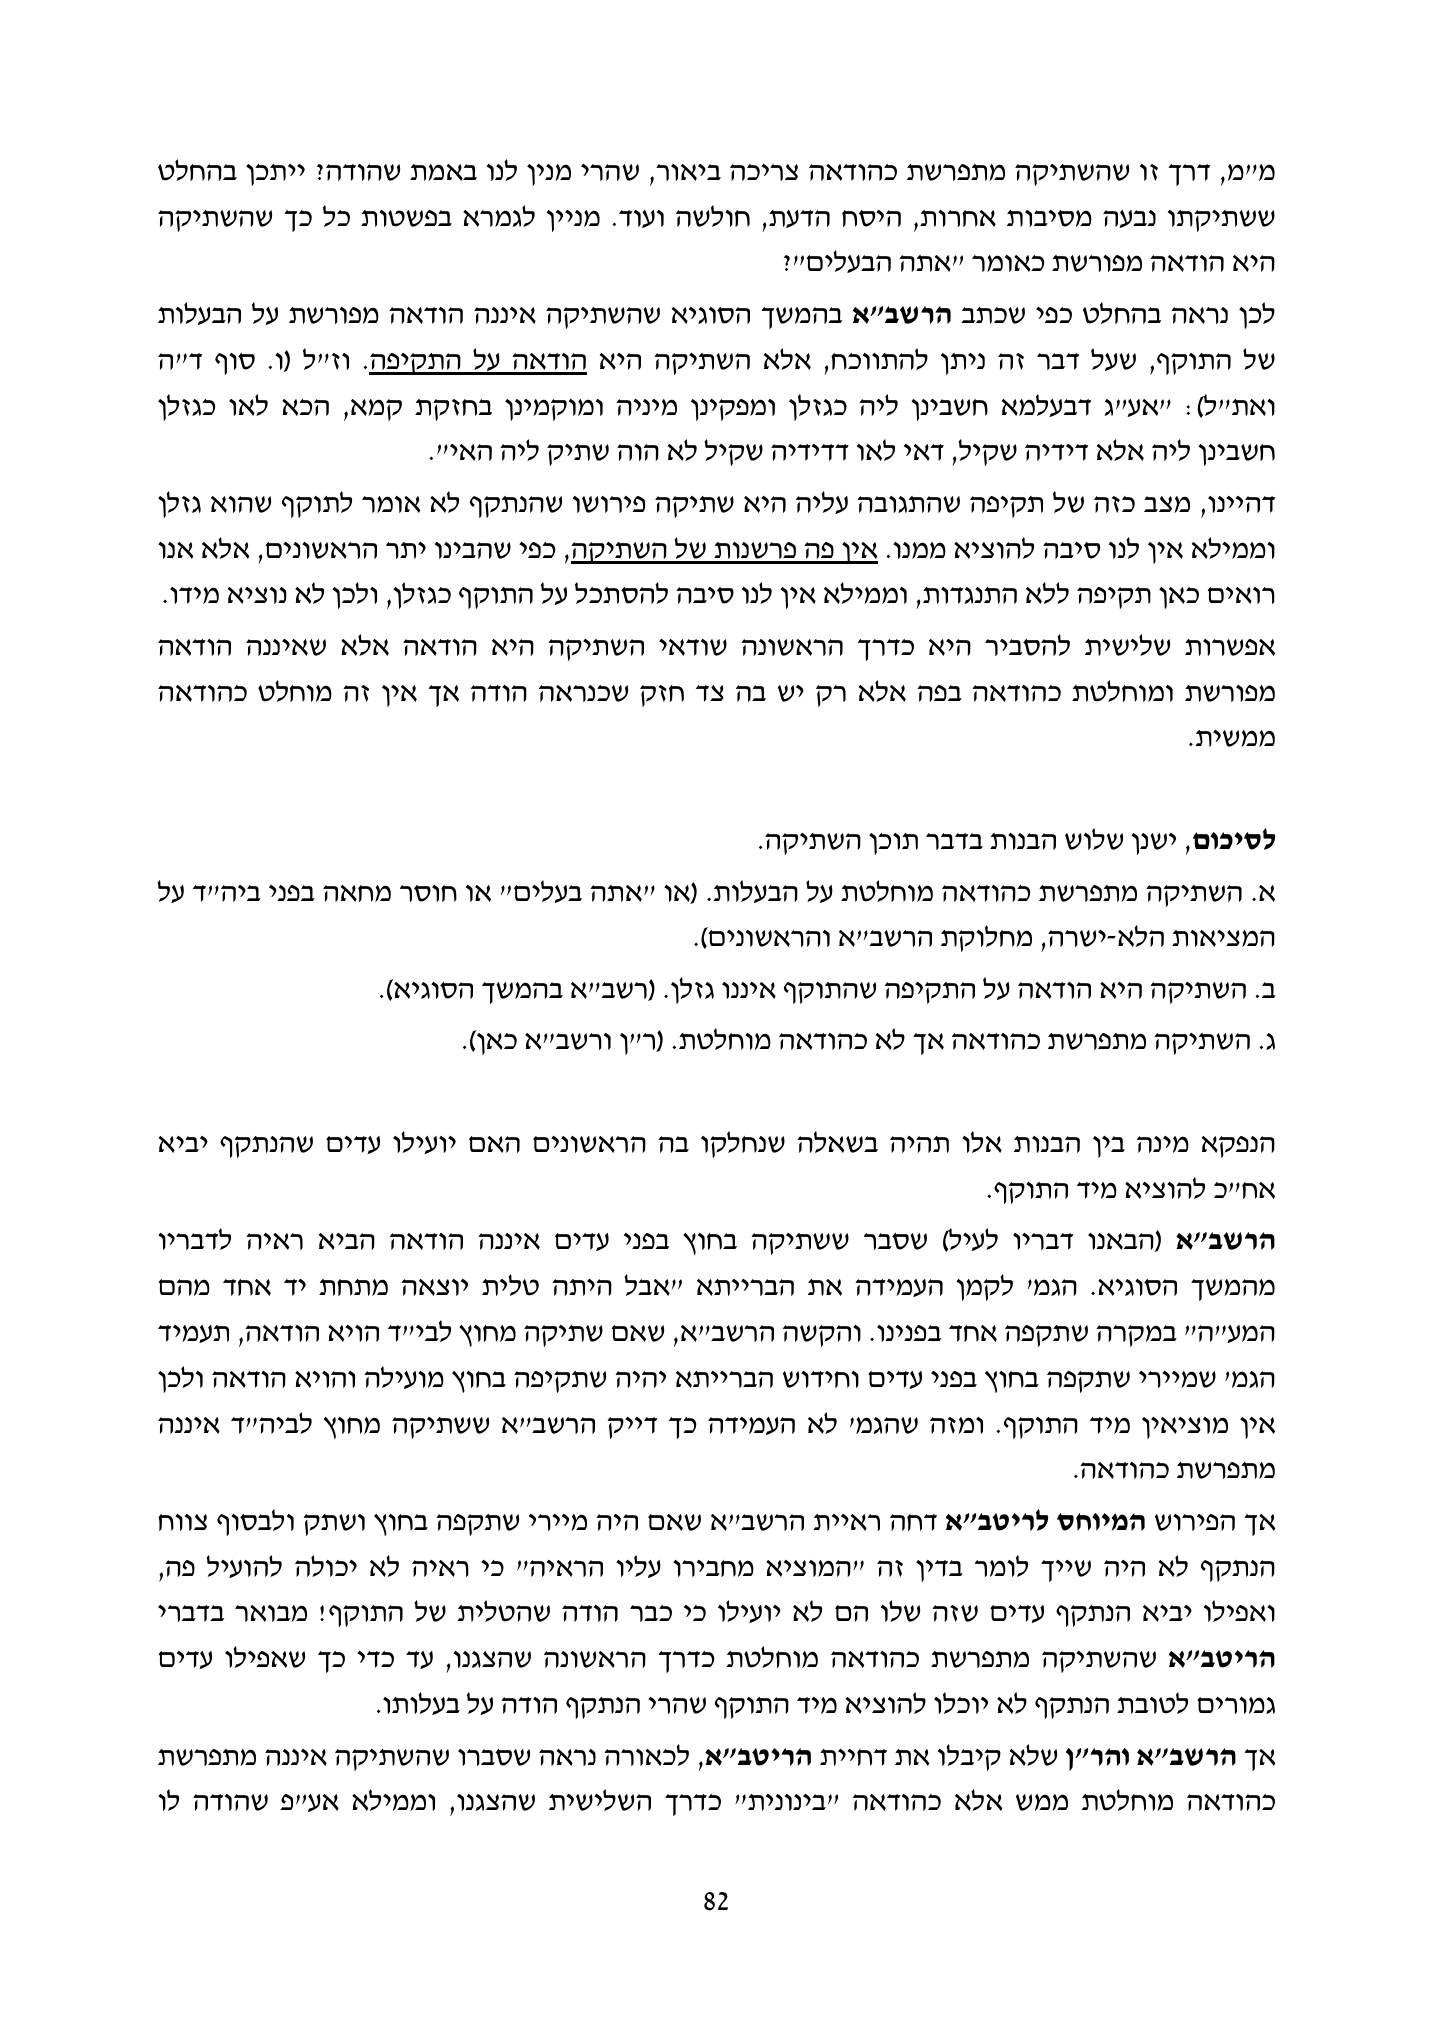 מ״מ, דרך זו שהשתיקה מתפרשת כהודאה צריכה ביאור, שהרי מנין לנו באמת שהודה? ייתכן בהחלט
ששתיקתו נבעה מסיבות אחרות, היסח הדעת, חולשה ועוד. מניין לגמרא בפשטות כל כך שהשתיקה
היא הודאה מפורשת כאומר ״אתה הבעלים״?
לכן נראה בהחלט כפי שכתב הרשב״א בהמשך הסוגיא שהשתיקה איננה הודאה מפורשת על הבעלות
של התוקף, שעל דבר זה ניתן להתווכח, אלא השתיקה היא הודאה על התקיפה. וז״ל (ו. סוף ד״ה
ואת״ל): ״אע״ג דבעלמא חשבינן ליה כגזלן ומפקינן מיניה ומוקמינן בחזקת קמא, הכא לאו כגזלן
חשבינן ליה אלא דידיה שקיל, דאי לאו דדידיה שקיל לא הוה שתיק ליה האי״.
דהיינו, מצב כזה של תקיפה שהתגובה עליה היא שתיקה פירושו שהנתקף לא אומר לתוקף שהוא גזלן
וממילא אין לנו סיבה להוציא ממנו. אין פה פרשנות של השתיקה, כפי שהבינו יתר הראשונים, אלא אנו
רואים כאן תקיפה ללא התנגדות, וממילא אין לנו סיבה להסתכל על התוקף כגזלן, ולכן לא נוציא מידו.
אפשרות שלישית להסביר היא כדרך הראשונה שודאי השתיקה היא הודאה אלא שאיננה הודאה
מפורשת ומוחלטת כהודאה בפה אלא רק יש בה צד חזק שכנראה הודה אך אין זה מוחלט כהודאה
ממשית.
לסיכום, ישנן שלוש הבנות בדבר תוכן השתיקה.
א. השתיקה מתפרשת כהודאה מוחלטת על הבעלות. (או ״אתה בעלים״ או חוסר מחאה בפני ביה״ד על
המציאות הלא-ישרה, מחלוקת הרשב״א והראשונים).
ב. השתיקה היא הודאה על התקיפה שהתוקף איננו גזלן. (רשב״א בהמשך הסוגיא).
ג. השתיקה מתפרשת כהודאה אך לא כהודאה מוחלטת. (ר״ן ורשב״א כאן).
הנפקא מינה בין הבנות אלו תהיה בשאלה שנחלקו בה הראשונים האם יועילו עדים שהנתקף יביא
אח״כ להוציא מיד התוקף.
הרשב״א (הבאנו דבריו לעיל) שסבר ששתיקה בחוץ בפני עדים איננה הודאה הביא ראיה לדבריו
מהמשך הסוגיא. הגמ׳ לקמן העמידה את הברייתא ״אבל היתה טלית יוצאה מתחת יד אחד מהם
המע״ה״ במקרה שתקפה אחד בפנינו. והקשה הרשב״א, שאם שתיקה מחוץ לבי״ד הויא הודאה, תעמיד
הגמ׳ שמיירי שתקפה בחוץ בפני עדים וחידוש הברייתא יהיה שתקיפה בחוץ מועילה והויא הודאה ולכן
אין מוציאין מיד התוקף. ומזה שהגמ׳ לא העמידה כך דייק הרשב״א ששתיקה מחוץ לביה״ד איננה
מתפרשת כהודאה.
אך הפירוש המיוחס לריטב״א דחה ראיית הרשב״א שאם היה מיירי שתקפה בחוץ ושתק ולבסוף צווח
הנתקף לא היה שייך לומר בדין זה ״המוציא מחבירו עליו הראיה״ כי ראיה לא יכולה להועיל פה,
ואפילו יביא הנתקף עדים שזה שלו הם לא יועילו כי כבר הודה שהטלית של התוקף! מבואר בדברי
הריטב״א שהשתיקה מתפרשת כהודאה מוחלטת כדרך הראשונה שהצגנו, עד כדי כך שאפילו עדים
גמורים לטובת הנתקף לא יוכלו להוציא מיד התוקף שהרי הנתקף הודה על בעלותו.
אך הרשב״א והר״ן שלא קיבלו את דחיית הריטב״א, לכאורה נראה שסברו שהשתיקה איננה מתפרשת
כהודאה מוחלטת ממש אלא כהודאה ״בינונית״ כדרך השלישית שהצגנו, וממילא אע״פ שהודה לו
82